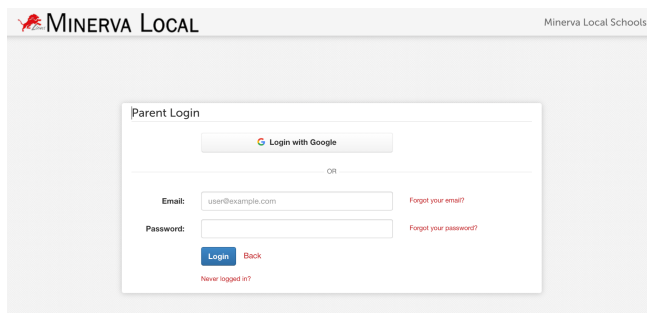 MINERVA LOCAL
Minerva Local Schools
Parent Login
G Login with Google
OR
Email: user@example.com Forgot your email?
Password: Forgot your password?
Login Back
Never logged in?